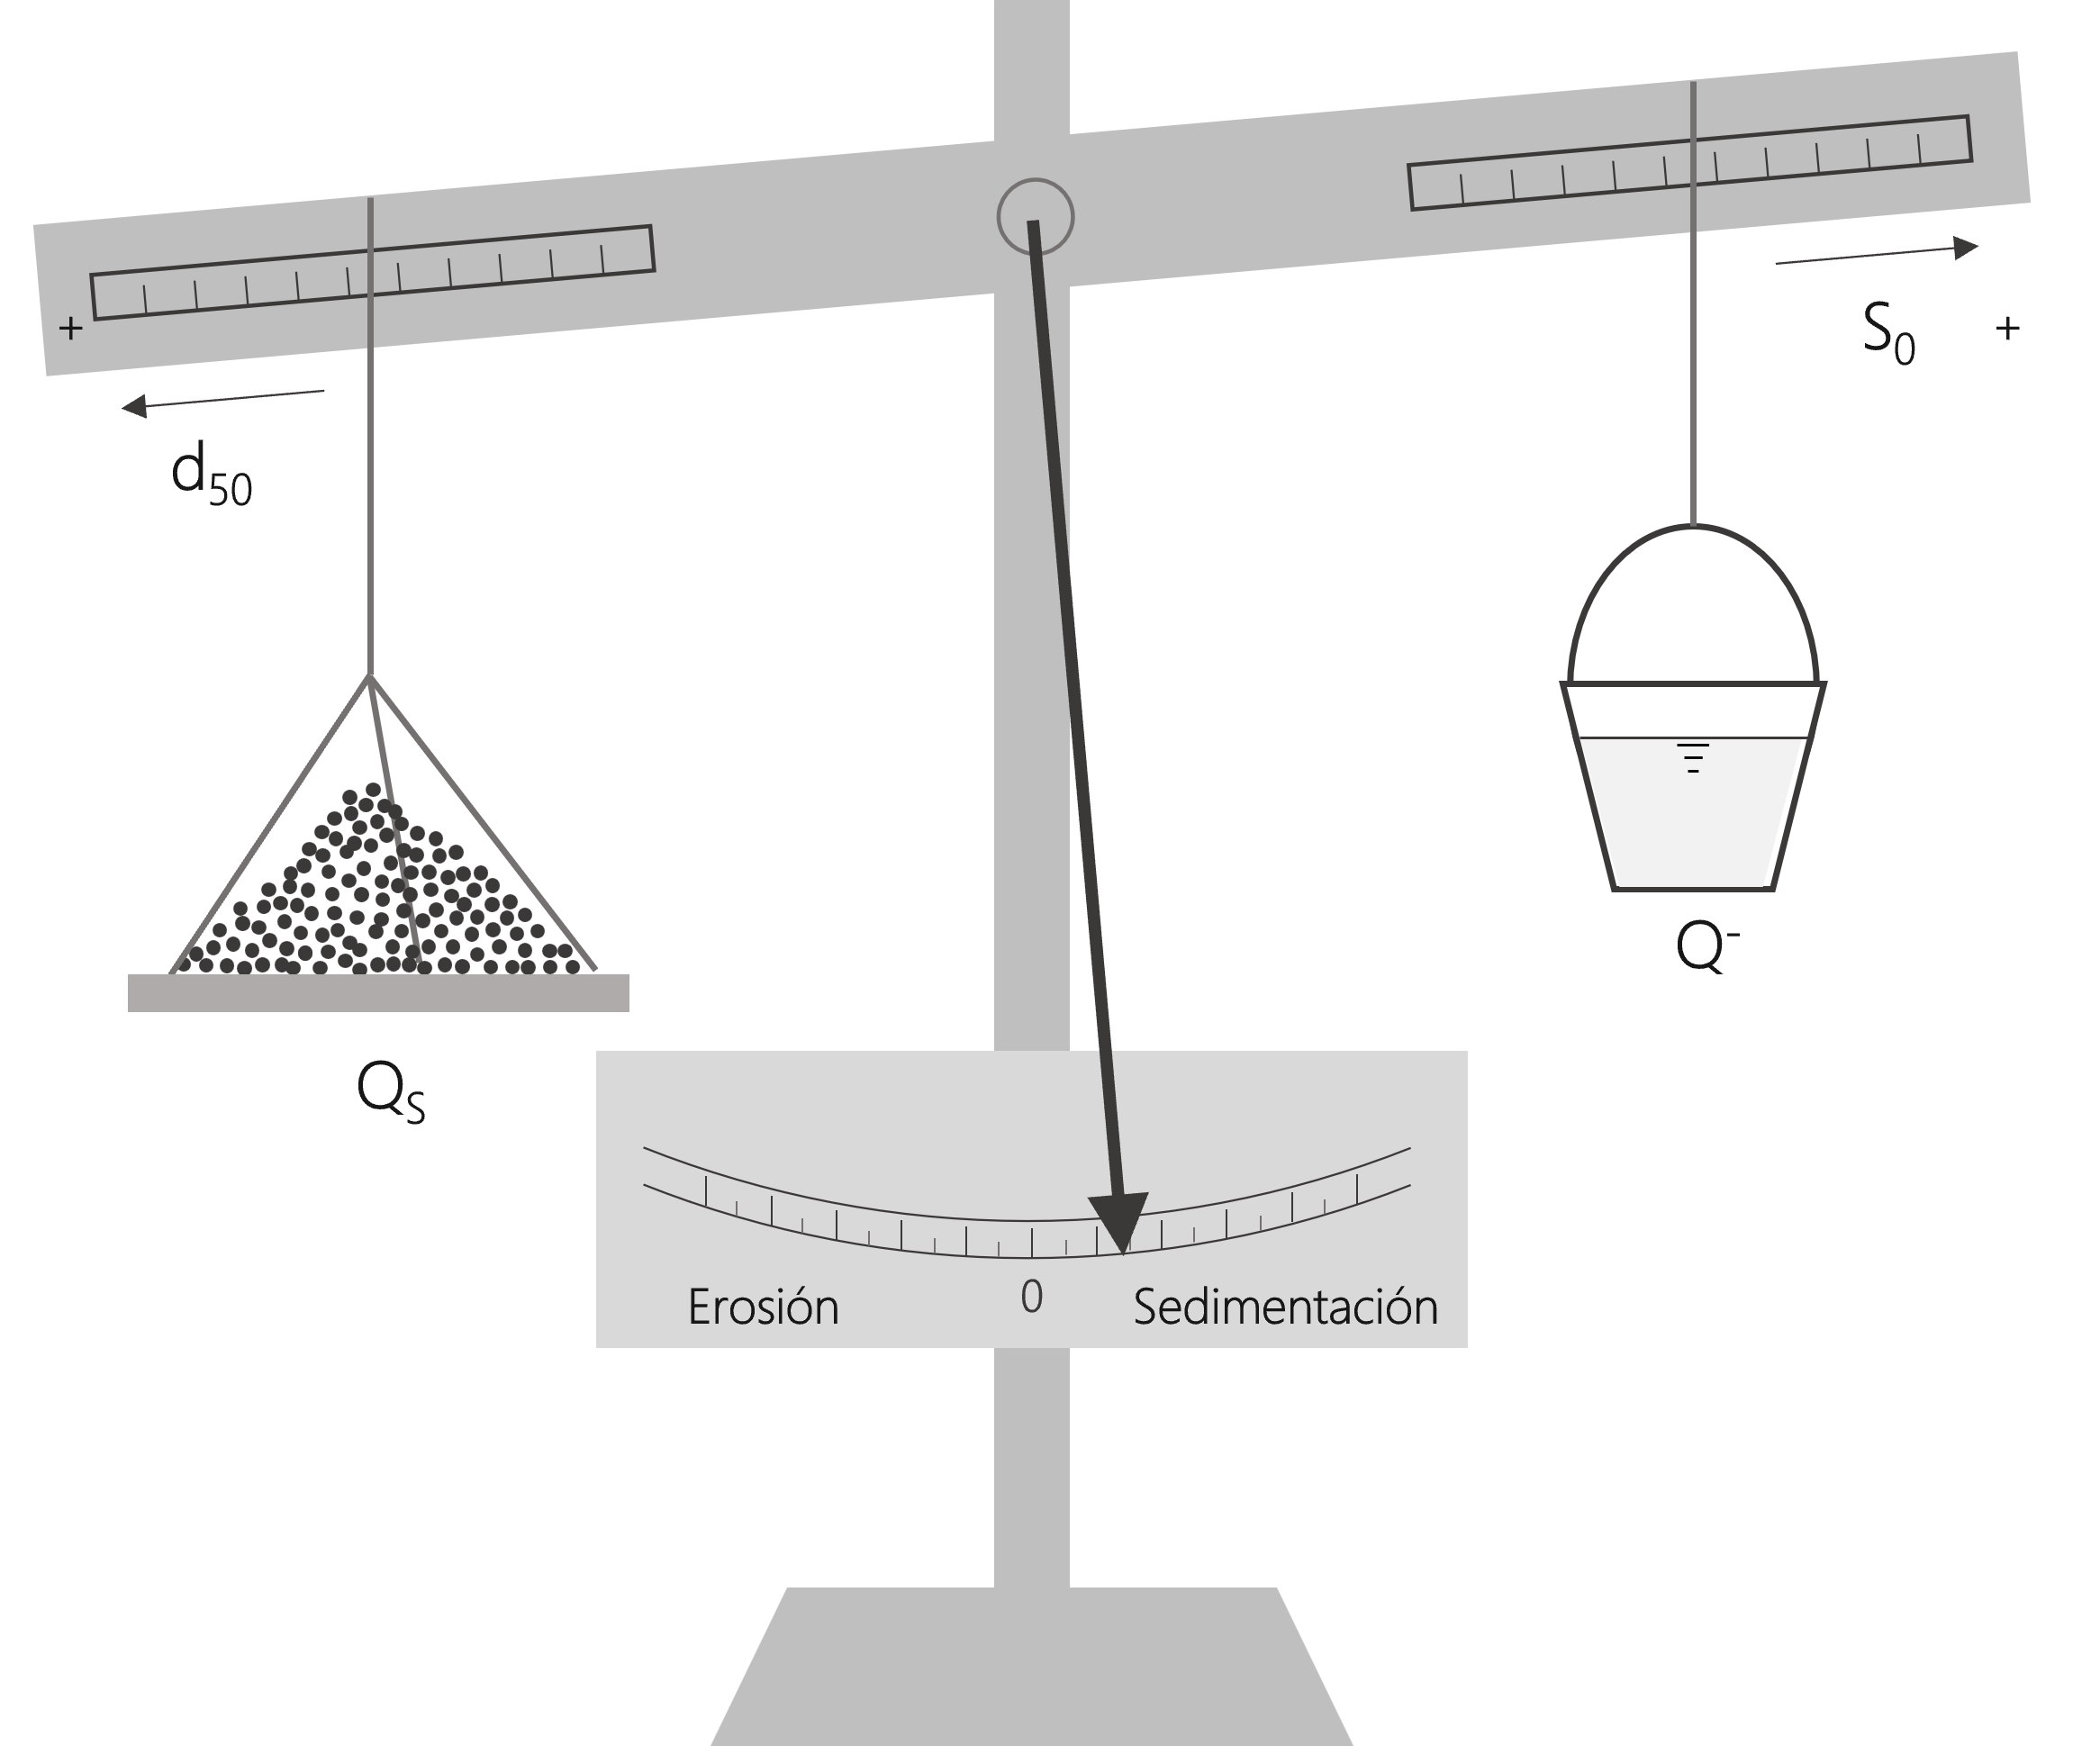 +
S₀ +
d₅₀
Q⁻
Qₛ
0
Erosión Sedimentación